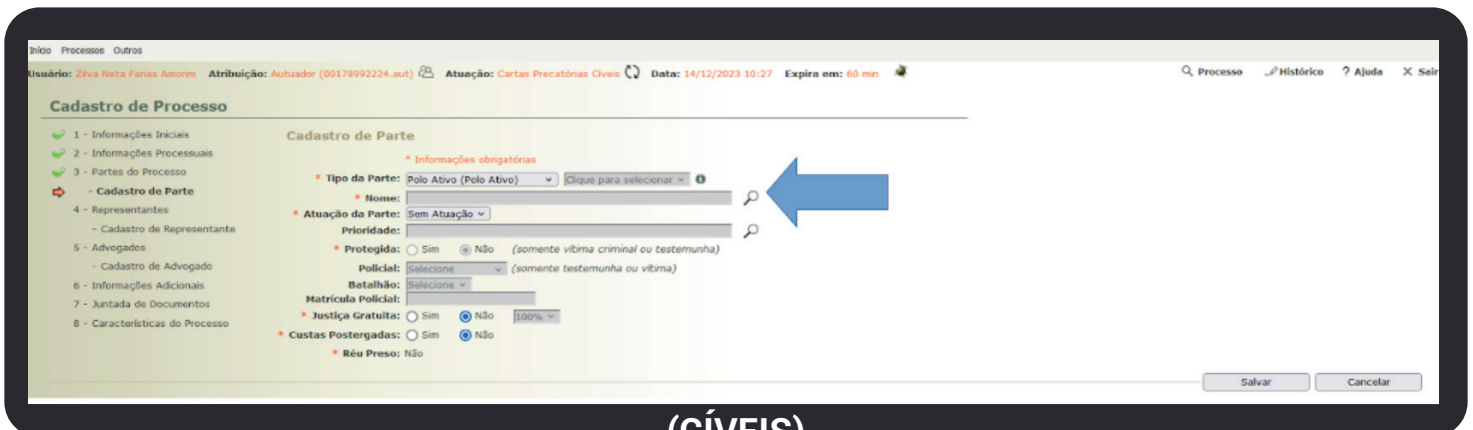 Início Processos Outros
Usuário: Zilva Neta Farias Amorim Atribuição: Autuador (00178992224.aut) Atuação: Cartas Precatórias Cíveis Data: 14/12/2023 10:27 Expira em: 60 min Processo Histórico ? Ajuda X Sair
Cadastro de Processo
1 - Informações Iniciais
2 - Informações Processuais
3 - Partes do Processo
- Cadastro de Parte
4 - Representantes
- Cadastro de Representante
5 - Advogados
- Cadastro de Advogado
6 - Informações Adicionais
7 - Juntada de Documentos
8 - Características do Processo
Cadastro de Parte
* Informações obrigatórias
* Tipo da Parte: Polo Ativo (Polo Ativo) Clique para selecionar
* Nome:
* Atuação da Parte: Sem Atuação
Prioridade:
* Protegida: Sim Não (somente vítima criminal ou testemunha)
Policial: Selecione (somente testemunha ou vítima)
Batalhão: Selecione
Matrícula Policial:
* Justiça Gratuita: Sim Não 100%
* Custas Postergadas: Sim Não
* Réu Preso: Não
Salvar Cancelar
(CÍVEIS)